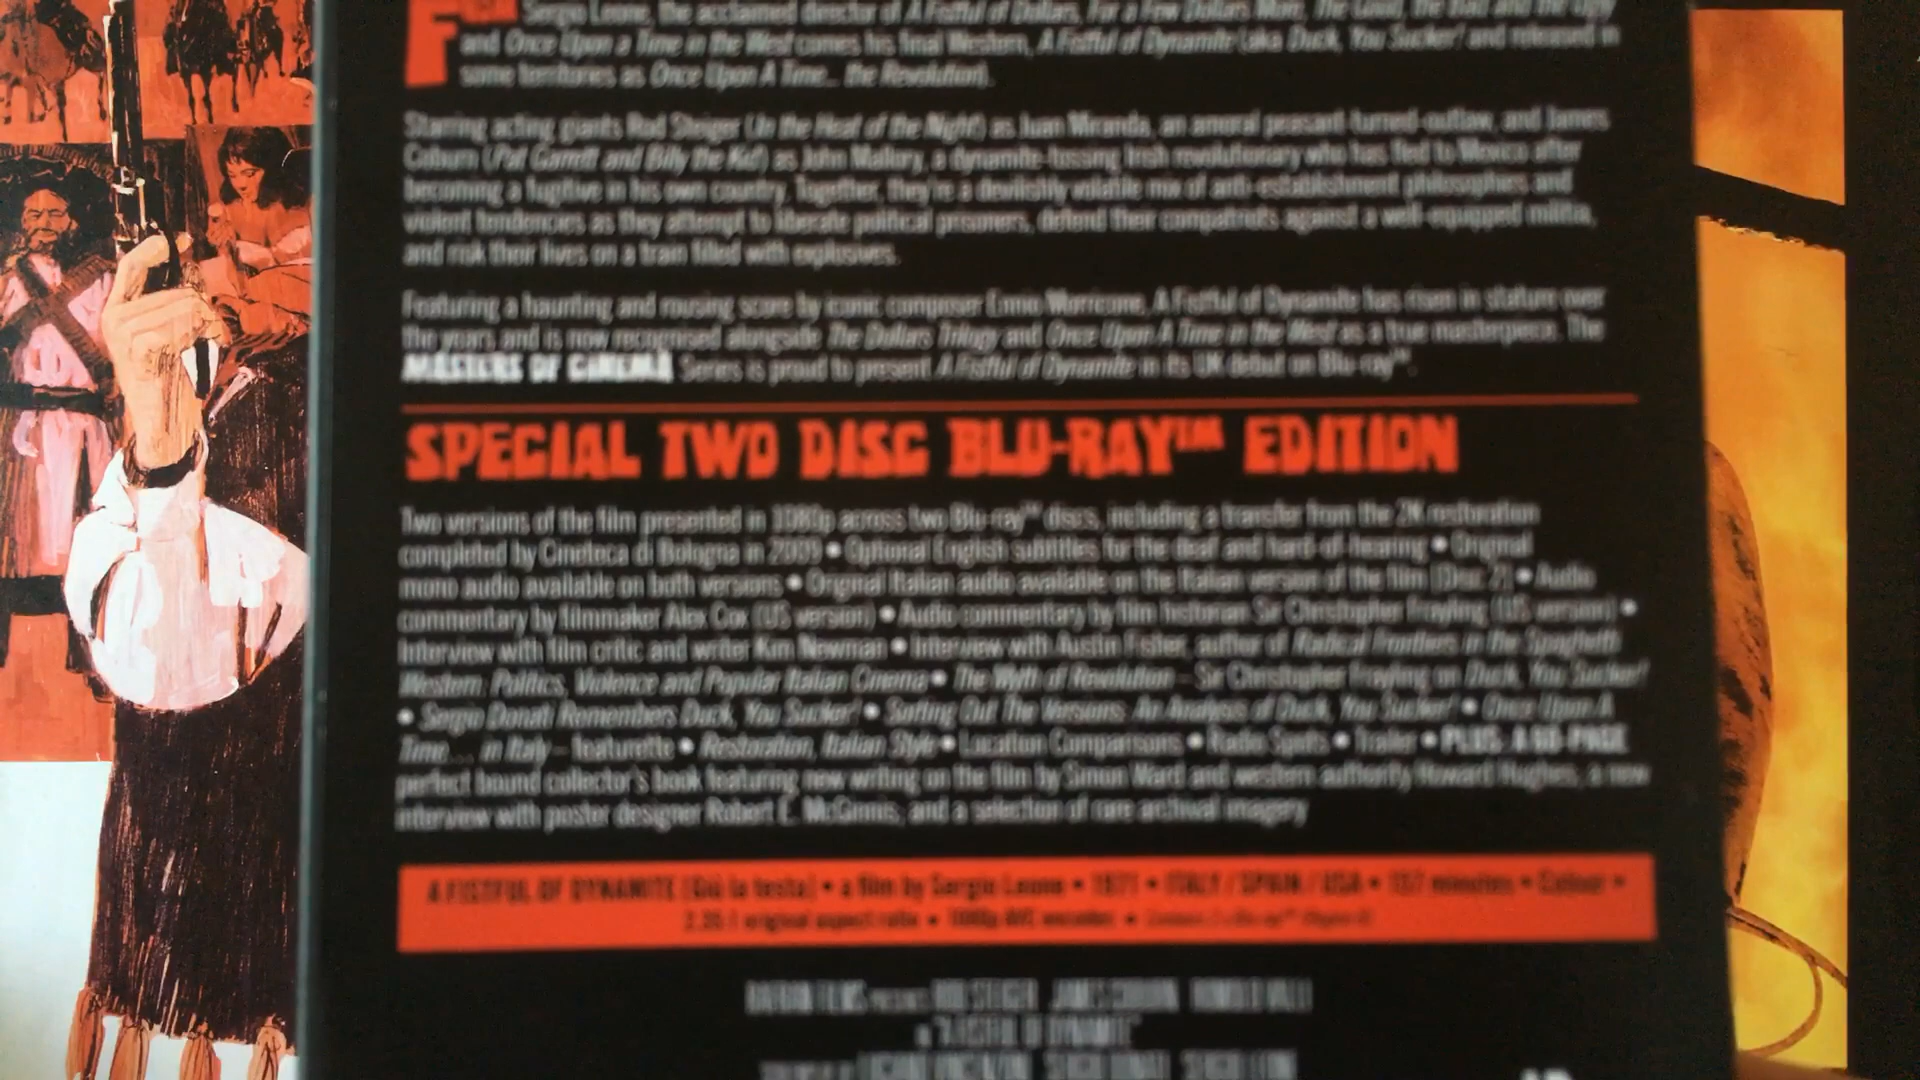 FROM Sergio Leone, the acclaimed director of A Fistful of Dollars, For a Few Dollars More, The Good, the Bad and the Ugly
and Once Upon a Time in the West comes his final Western, A Fistful of Dynamite (aka Duck, You Sucker! and released in
some territories as Once Upon A Time... the Revolution).
Starring acting giants Rod Steiger (In the Heat of the Night) as Juan Miranda, an amoral peasant-turned-outlaw, and James
Coburn (Pat Garrett and Billy the Kid) as John Mallory, a dynamite-tossing Irish revolutionary who has fled to Mexico after
becoming a fugitive in his own country. Together, they're a devilishly volatile mix of anti-establishment philosophies and
violent tendencies as they attempt to liberate political prisoners, defend their compatriots against a well-equipped militia,
and risk their lives on a train filled with explosives.
Featuring a haunting and rousing score by iconic composer Ennio Morricone, A Fistful of Dynamite has risen in stature over
the years and is now recognised alongside The Dollars Trilogy and Once Upon A Time in the West as a true masterpiece. The
MASTERS OF CINEMA Series is proud to present A Fistful of Dynamite in its UK debut on Blu-ray™.
SPECIAL TWO DISC BLU-RAY™ EDITION
Two versions of the film presented in 1080p across two Blu-ray™ discs, including a transfer from the 2K restoration
completed by Cineteca di Bologna in 2009 • Optional English subtitles for the deaf and hard-of-hearing • Original
mono audio available on both versions • Original Italian audio available on the Italian version of the film [Disc 2] • Audio
commentary by filmmaker Alex Cox (US version) • Audio commentary by film historian Sir Christopher Frayling (US version) •
Interview with film critic and writer Kim Newman • Interview with Austin Fisher, author of Radical Frontiers in the Spaghetti
Western: Politics, Violence and Popular Italian Cinema • The Myth of Revolution – Sir Christopher Frayling on Duck, You Sucker!
• Sergio Donati Remembers Duck, You Sucker! • Sorting Out The Versions: An Analysis of Duck, You Sucker! • Once Upon A
Time... in Italy – featurette • Restoration, Italian Style • Location Comparisons • Radio Spots • Trailer • PLUS: A 60-PAGE
perfect bound collector's book featuring new writing on the film by Simon Ward and western authority Howard Hughes, a new
interview with poster designer Robert E. McGinnis, and a selection of rare archival imagery
A FISTFUL OF DYNAMITE [Giù la testa] • a film by Sergio Leone • 1971 • ITALY / SPAIN / USA • 157 minutes • Colour •
2.35:1 original aspect ratio • 1080p AVC encodes •
ROD STEIGER JAMES COBURN ROMOLO VALLI
"A FISTFUL OF DYNAMITE"